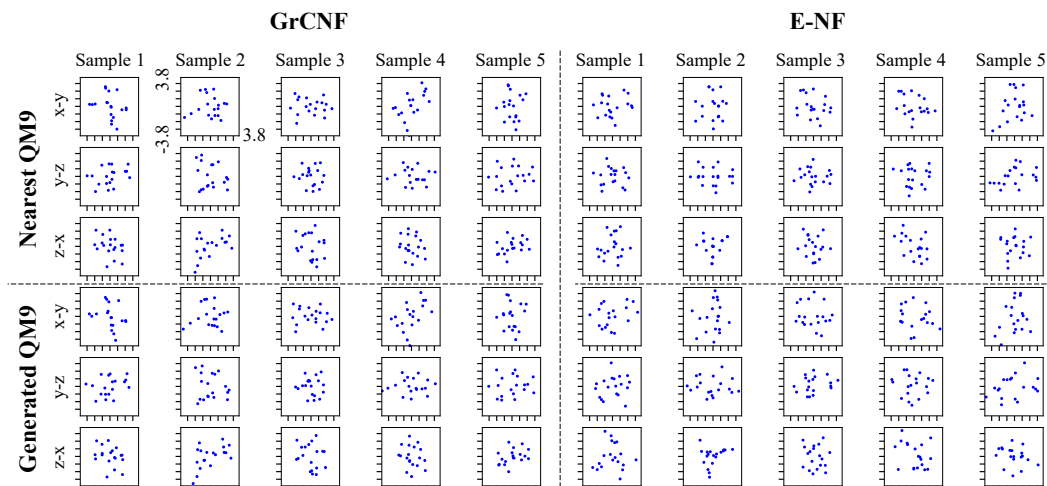 GrCNF E-NF
Sample 1 Sample 2 Sample 3 Sample 4 Sample 5 Sample 1 Sample 2 Sample 3 Sample 4 Sample 5
Nearest QM9
x-y
3.8
-3.8
3.8
y-z
z-x
Generated QM9
x-y
y-z
z-x